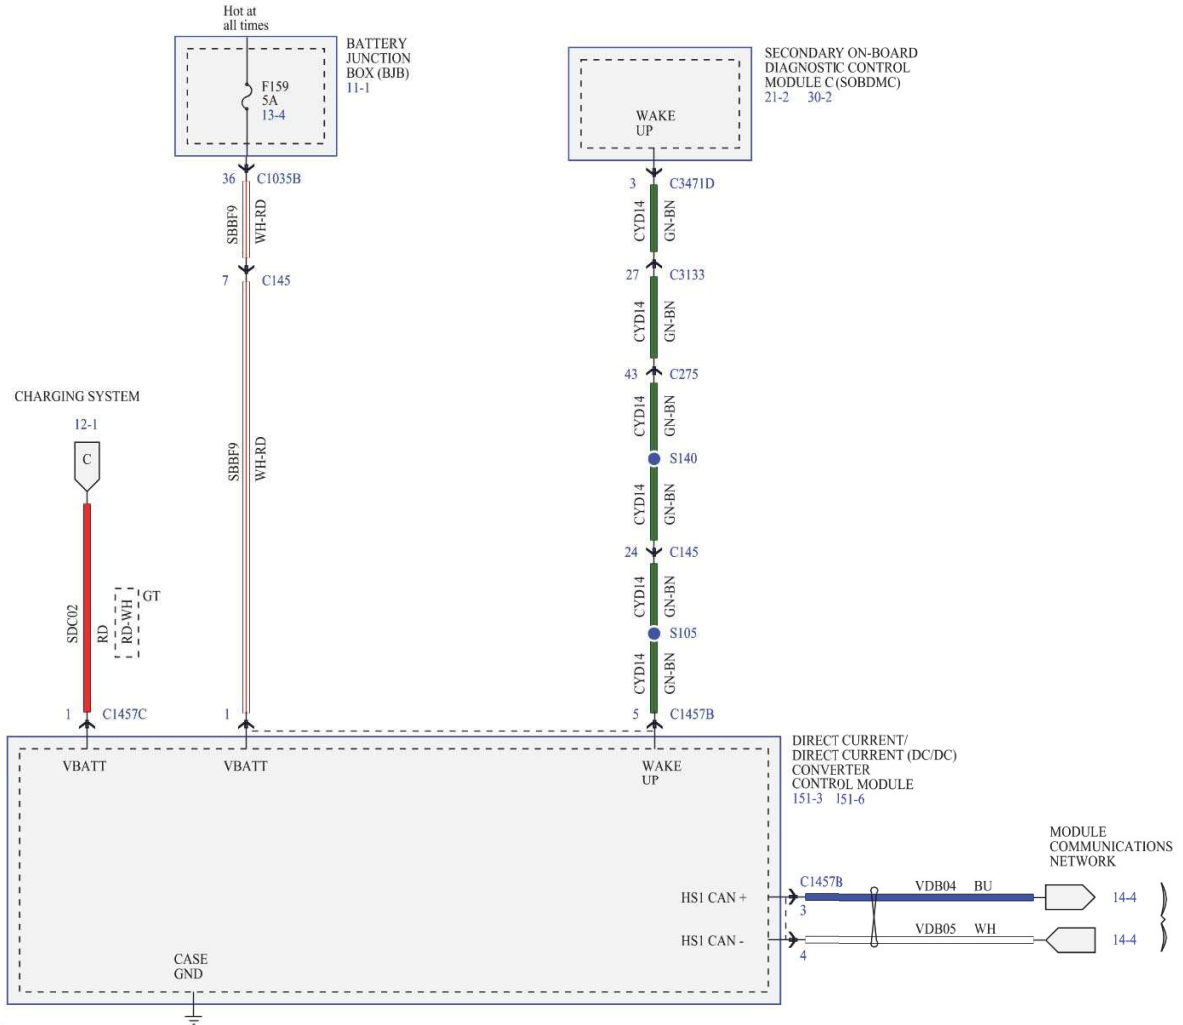 Hot at
all times
BATTERY
JUNCTION
BOX (BJB)
11-1
F159
5A
13-4
36 C1035B
SBBF9
WH-RD
7 C145
SBBF9
WH-RD
SECONDARY ON-BOARD
DIAGNOSTIC CONTROL
MODULE C (SOBDMC)
21-2 30-2
WAKE
UP
3 C3471D
CYD14
GN-BN
27 C3133
CYD14
GN-BN
43 C275
CYD14
GN-BN
S140
CYD14
GN-BN
24 C145
CYD14
GN-BN
S105
CYD14
GN-BN
CHARGING SYSTEM
12-1
C
SDC02
RD
RD-WH
GT
1 C1457C
1
5 C1457B
VBATT
VBATT
WAKE
UP
DIRECT CURRENT/
DIRECT CURRENT (DC/DC)
CONVERTER
CONTROL MODULE
151-3 151-6
MODULE
COMMUNICATIONS
NETWORK
HS1 CAN +
C1457B
3
VDB04 BU
14-4
HS1 CAN -
4
VDB05 WH
14-4
CASE
GND